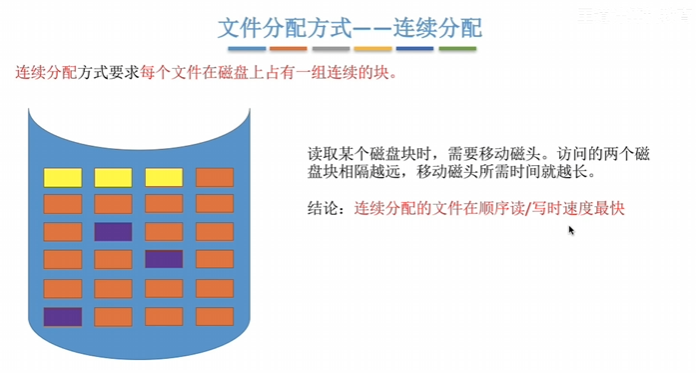 文件分配方式——连续分配
连续分配方式要求每个文件在磁盘上占有一组连续的块。
读取某个磁盘块时，需要移动磁头。访问的两个磁
盘块相隔越远，移动磁头所需时间就越长。
结论：连续分配的文件在顺序读/写时速度最快